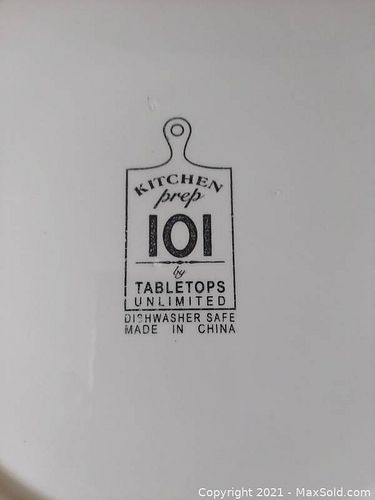 KITCHEN
prep
101
by
TABLETOPS
UNLIMITED
DISHWASHER SAFE
MADE IN CHINA
Copyright 2021 - MaxSold.com